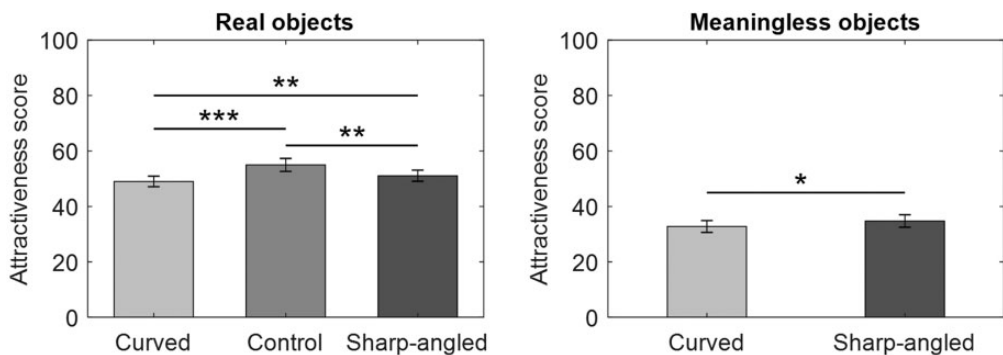 Real objects
Attractiveness score
100
80
60
40
20
0
**
***
**
Curved
Control
Sharp-angled
Meaningless objects
Attractiveness score
100
80
60
40
20
0
*
Curved
Sharp-angled